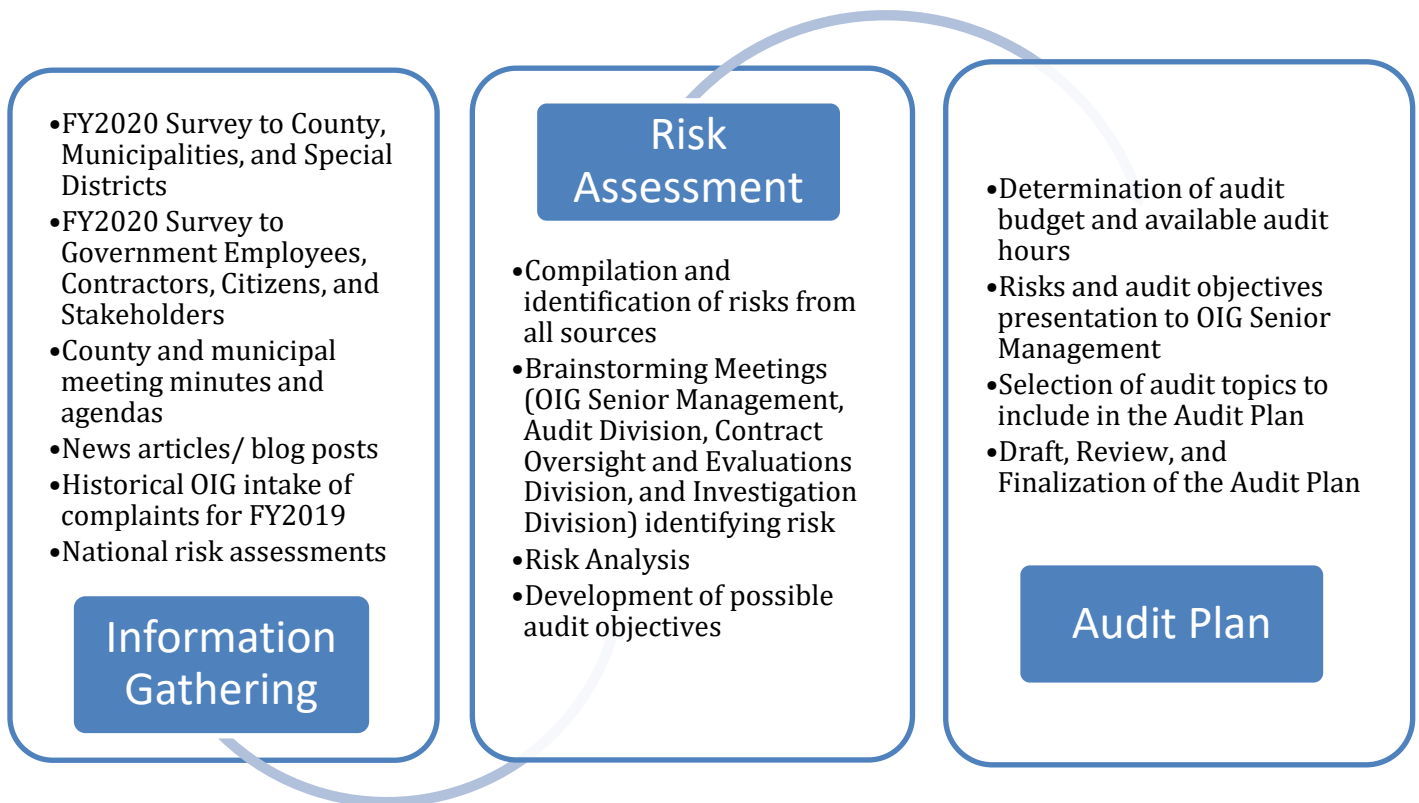 •FY2020 Survey to County,
Municipalities, and Special
Districts
•FY2020 Survey to
Government Employees,
Contractors, Citizens, and
Stakeholders
•County and municipal
meeting minutes and
agendas
•News articles/ blog posts
•Historical OIG intake of
complaints for FY2019
•National risk assessments
Information
Gathering
Risk
Assessment
•Compilation and
identification of risks from
all sources
•Brainstorming Meetings
(OIG Senior Management,
Audit Division, Contract
Oversight and Evaluations
Division, and Investigation
Division) identifying risk
•Risk Analysis
•Development of possible
audit objectives
•Determination of audit
budget and available audit
hours
•Risks and audit objectives
presentation to OIG Senior
Management
•Selection of audit topics to
include in the Audit Plan
•Draft, Review, and
Finalization of the Audit Plan
Audit Plan